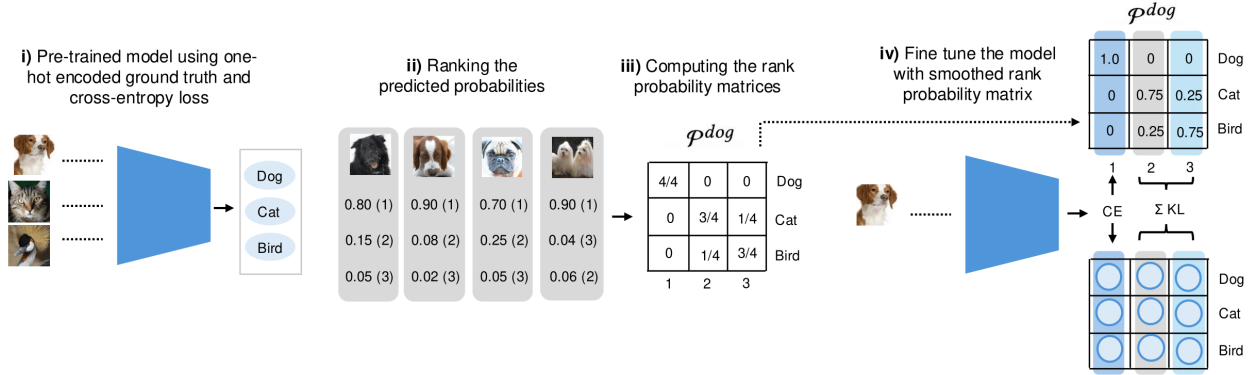 i) Pre-trained model using one-
hot encoded ground truth and
cross-entropy loss
Dog
Cat
Bird
ii) Ranking the
predicted probabilities
0.80 (1) 0.90 (1) 0.70 (1) 0.90 (1)
0.15 (2) 0.08 (2) 0.25 (2) 0.04 (3)
0.05 (3) 0.02 (3) 0.05 (3) 0.06 (2)
iii) Computing the rank
probability matrices
𝒫^dog
4/4 0 0 Dog
0 3/4 1/4 Cat
0 1/4 3/4 Bird
1 2 3
iv) Fine tune the model
with smoothed rank
probability matrix
𝒫^dog
1.0 0 0 Dog
0 0.75 0.25 Cat
0 0.25 0.75 Bird
1 2 3
CE Σ KL
Dog
Cat
Bird